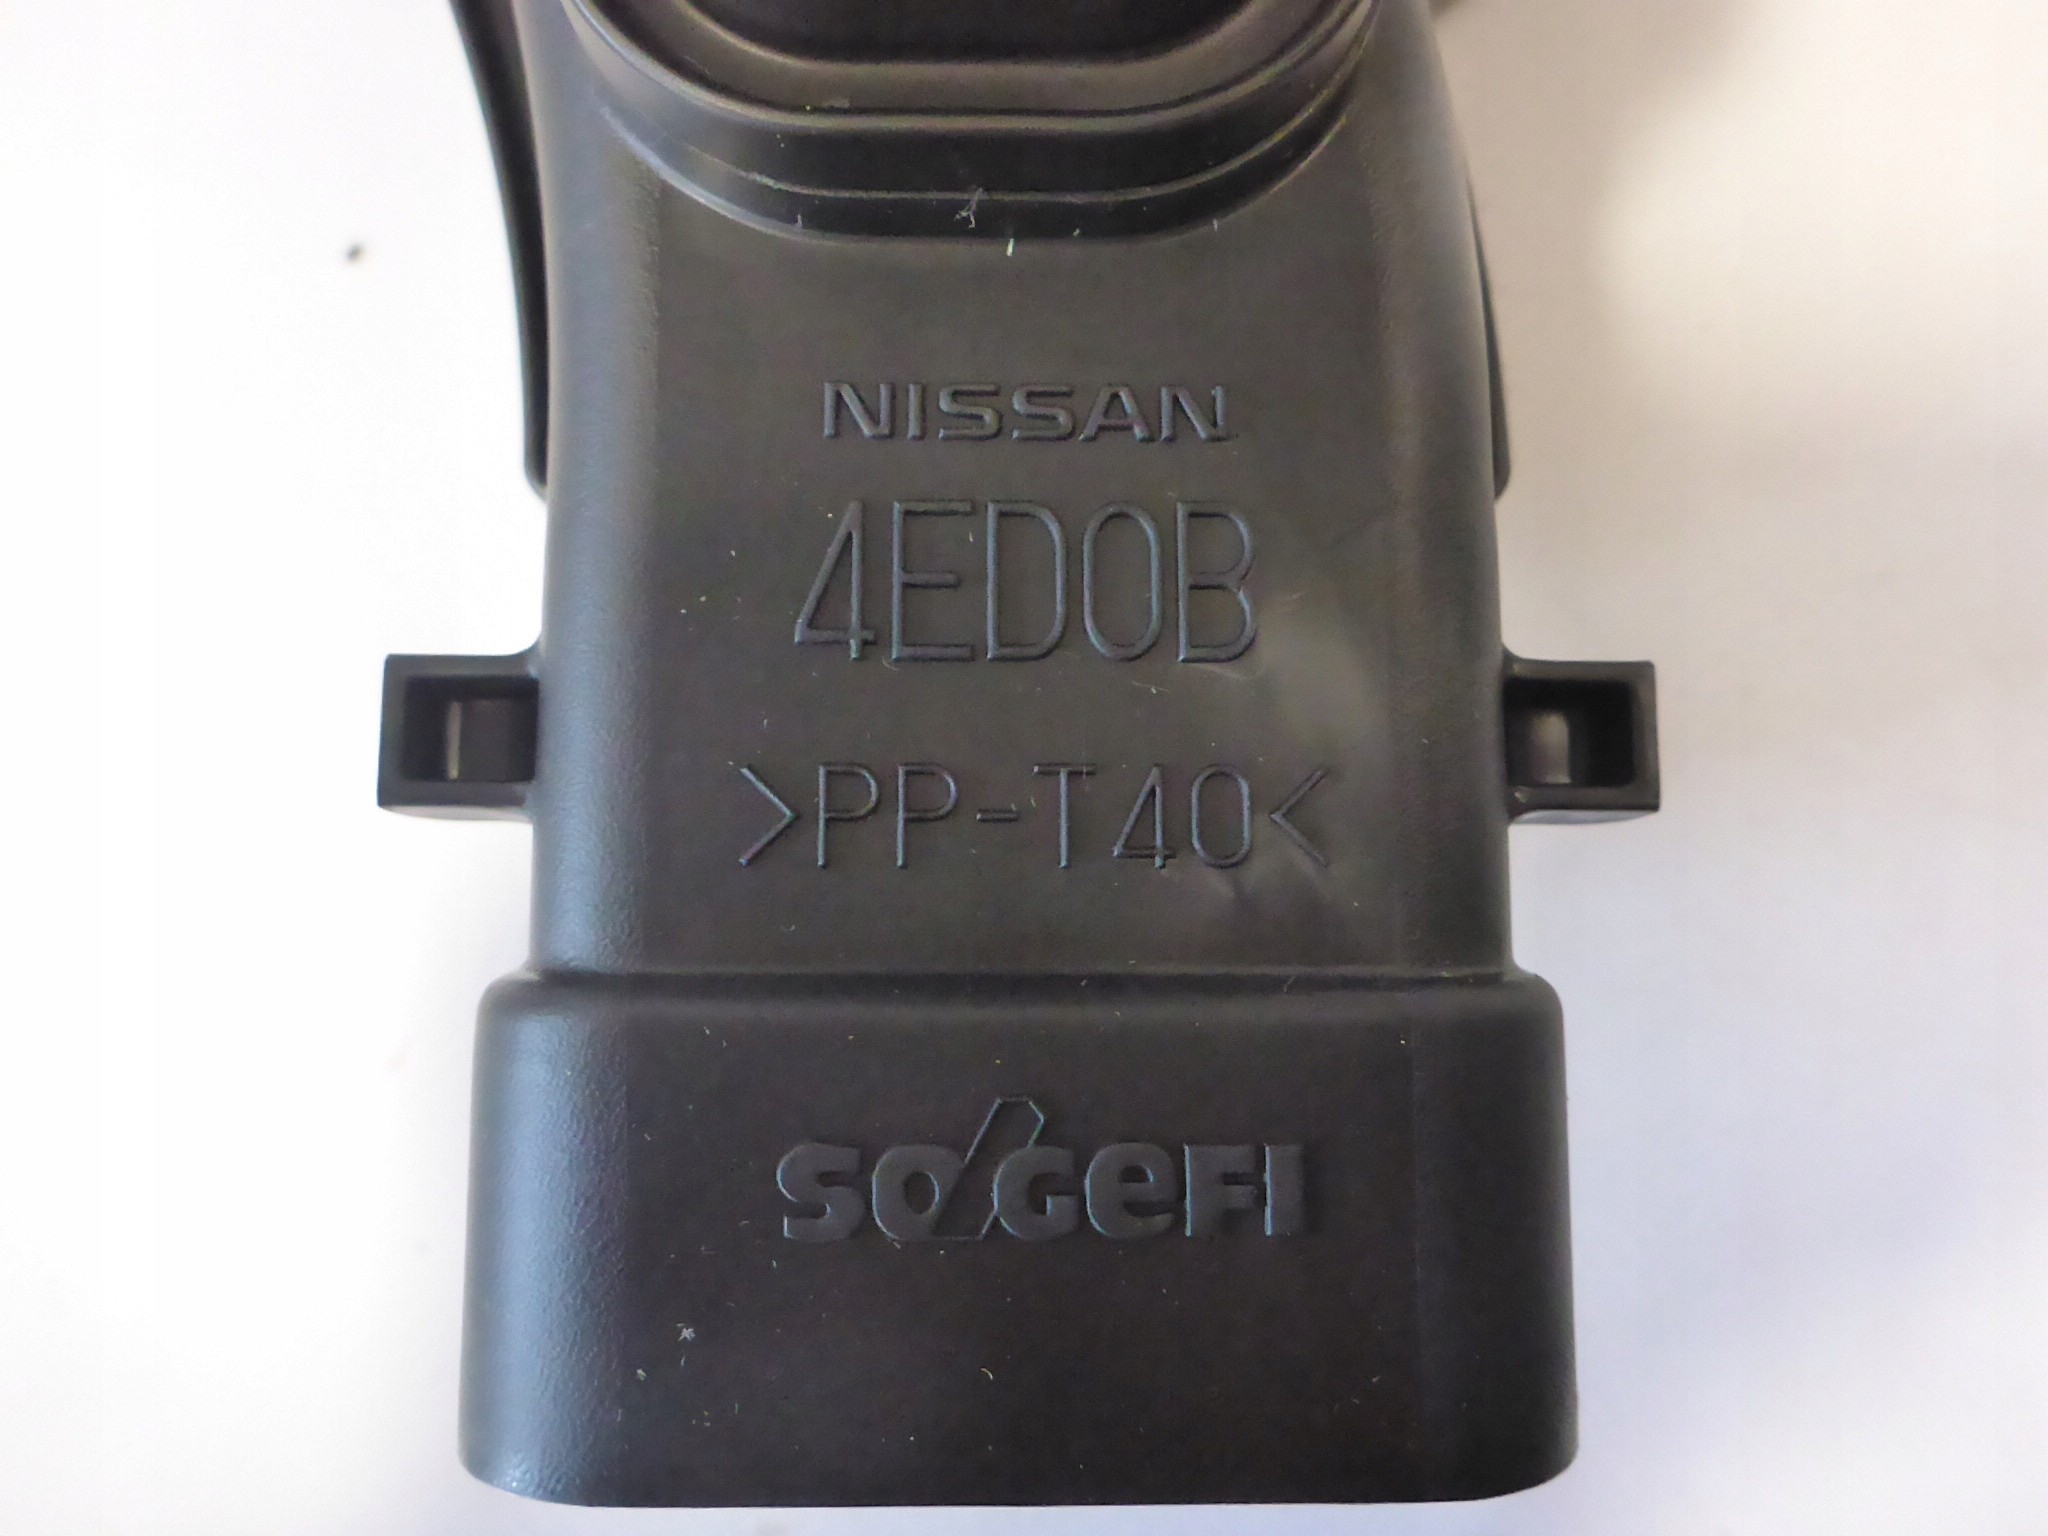 NISSAN
4ED0B
>PP-T40<
SOGEFI